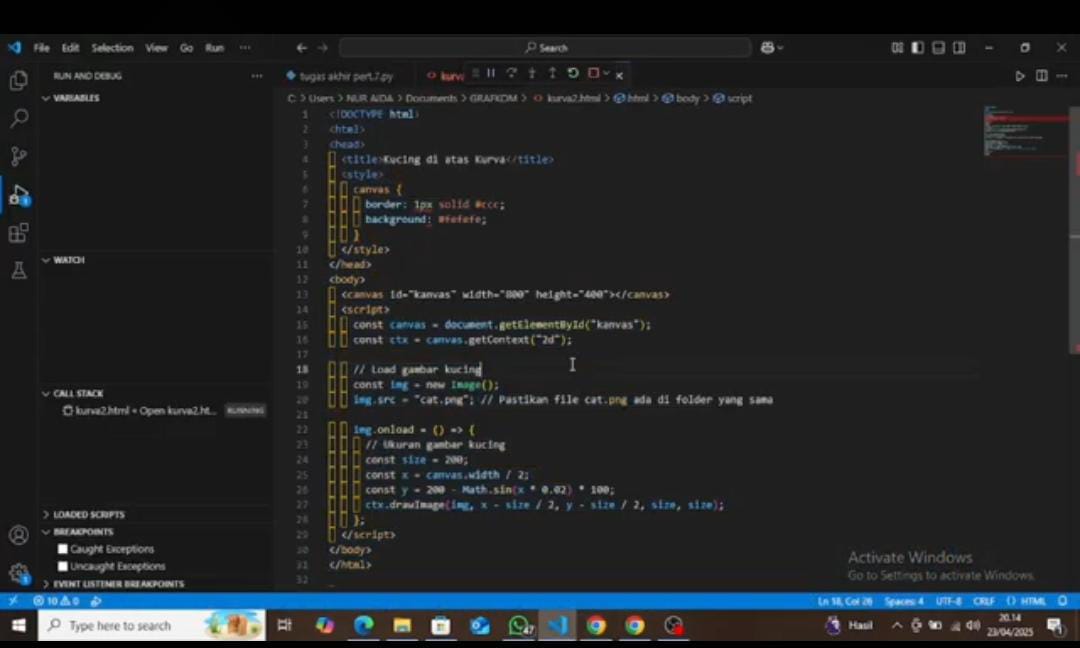 File Edit Selection View Go Run ··· Search
RUN AND DEBUG ···
tugas akhir pert.7.py
kurv
C: > Users > NUR AIDA > Documents > GRAFKOM > kurva2.html > html > body > script
VARIABLES
WATCH
CALL STACK
kurva2.html • Open kurva2.ht... RUNNING
LOADED SCRIPTS
BREAKPOINTS
Caught Exceptions
Uncaught Exceptions
EVENT LISTENER BREAKPOINTS
1 <!DOCTYPE html>
2 <html>
3 <head>
4 <title>Kucing di atas Kurva</title>
5 <style>
6 canvas {
7 border: 1px solid #ccc;
8 background: #fefefe;
9 }
10 </style>
11 </head>
12 <body>
13 <canvas id="kanvas" width="800" height="400"></canvas>
14 <script>
15 const canvas = document.getElementById("kanvas");
16 const ctx = canvas.getContext("2d");
17
18 // Load gambar kucing
19 const img = new Image();
20 img.src = "cat.png"; // Pastikan file cat.png ada di folder yang sama
21
22 img.onload = () => {
23 // Ukuran gambar kucing
24 const size = 200;
25 const x = canvas.width / 2;
26 const y = 200 - Math.sin(x * 0.02) * 100;
27 ctx.drawImage(img, x - size / 2, y - size / 2, size, size);
28 };
29 </script>
30 </body>
31 </html>
32
Activate Windows
Go to Settings to activate Windows.
10 0 Ln 18, Col 26 Spaces: 4 UTF-8 CRLF {} HTML
Type here to search
47
Hasil
20.14
23/04/2025